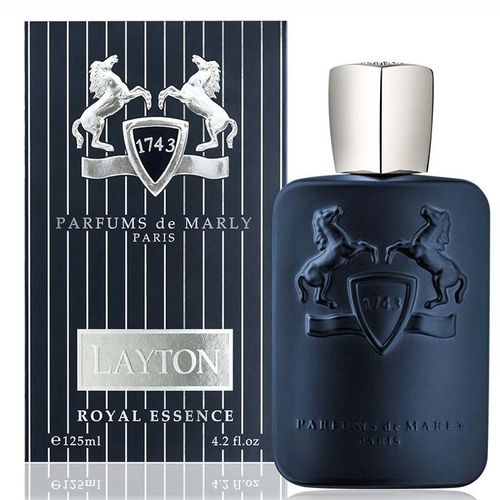 1743
PARFUMS de MARLY
PARIS
LAYTON
ROYAL ESSENCE
℮125ml 4.2 fl.oz
1743
PARFUMS de MARLY
PARIS